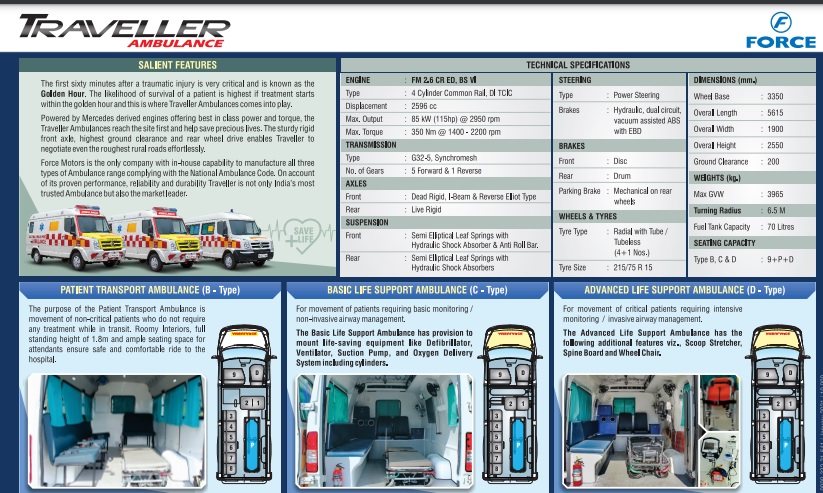 TRAVELLER
AMBULANCE
FORCE
SALIENT FEATURES
The first sixty minutes after a traumatic injury is very critical and is known as the
Golden Hour. The likelihood of survival of a patient is highest if treatment starts
within the golden hour and this is where Traveller Ambulances comes into play.
Powered by Mercedes derived engines offering best in class power and torque, the
Traveller Ambulances reach the site first and help save precious lives. The sturdy rigid
front axle, highest ground clearance and rear wheel drive enables Traveller to
negotiate even the roughest rural roads effortlessly.
Force Motors is the only company with in-house capability to manufacture all three
types of Ambulance range complying with the National Ambulance Code. On account
of its proven performance, reliability and durability Traveller is not only India's most
trusted Ambulance but also the market leader.
SAVE
+LIFE
TECHNICAL SPECIFICATIONS
ENGINE : FM 2.6 CR ED, BS VI
Type : 4 Cylinder Common Rail, DI TCIC
Displacement : 2596 cc
Max. Output : 85 kW (115hp) @ 2950 rpm
Max. Torque : 350 Nm @ 1400 - 2200 rpm
TRANSMISSION
Type : G32-5, Synchromesh
No. of Gears : 5 Forward & 1 Reverse
AXLES
Front : Dead Rigid, I-Beam & Reverse Elliot Type
Rear : Live Rigid
SUSPENSION
Front : Semi Elliptical Leaf Springs with
Hydraulic Shock Absorber & Anti Roll Bar.
Rear : Semi Elliptical Leaf Springs with
Hydraulic Shock Absorbers
STEERING
Type : Power Steering
Brakes : Hydraulic, dual circuit,
vacuum assisted ABS
with EBD
BRAKES
Front : Disc
Rear : Drum
Parking Brake : Mechanical on rear
wheels
WHEELS & TYRES
Tyre Type : Radial with Tube /
Tubeless
(4+1 Nos.)
Tyre Size : 215/75 R 15
DIMENSIONS (mm.)
Wheel Base : 3350
Overall Length : 5615
Overall Width : 1900
Overall Height : 2550
Ground Clearance : 200
WEIGHTS (kg.)
Max GVW : 3965
Turning Radius : 6.5 M
Fuel Tank Capacity : 70 Litres
SEATING CAPACITY
Type B, C & D : 9+P+D
PATIENT TRANSPORT AMBULANCE (B - Type)
The purpose of the Patient Transport Ambulance is
movement of non-critical patients who do not require
any treatment while in transit. Roomy Interiors, full
standing height of 1.8m and ample seating space for
attendants ensure safe and comfortable ride to the
hospital.
BASIC LIFE SUPPORT AMBULANCE (C - Type)
For movement of patients requiring basic monitoring /
non-invasive airway management.
The Basic Life Support Ambulance has provision to
mount life-saving equipment like Defibrillator,
Ventilator, Suction Pump, and Oxygen Delivery
System including cylinders.
ADVANCED LIFE SUPPORT AMBULANCE (D - Type)
For movement of critical patients requiring intensive
monitoring / invasive airway management.
The Advanced Life Support Ambulance has the
following additional features viz., Scoop Stretcher,
Spine Board and Wheel Chair.